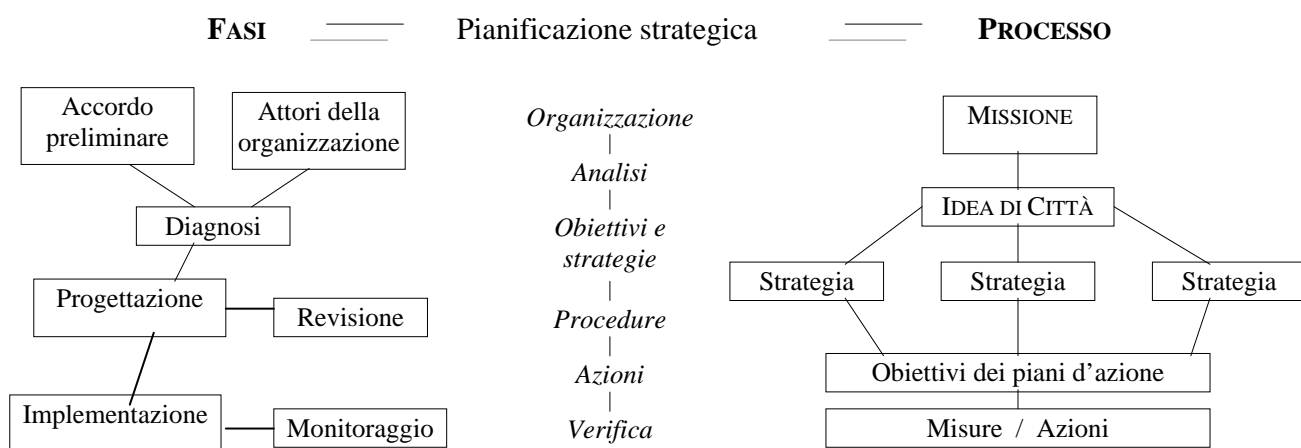 FASI Pianificazione strategica PROCESSO
Accordo
preliminare
Attori della
organizzazione
Diagnosi
Progettazione
Revisione
Implementazione
Monitoraggio
Organizzazione
Analisi
Obiettivi e
strategie
Procedure
Azioni
Verifica
MISSIONE
IDEA DI CITTÀ
Strategia
Strategia
Strategia
Obiettivi dei piani d'azione
Misure / Azioni